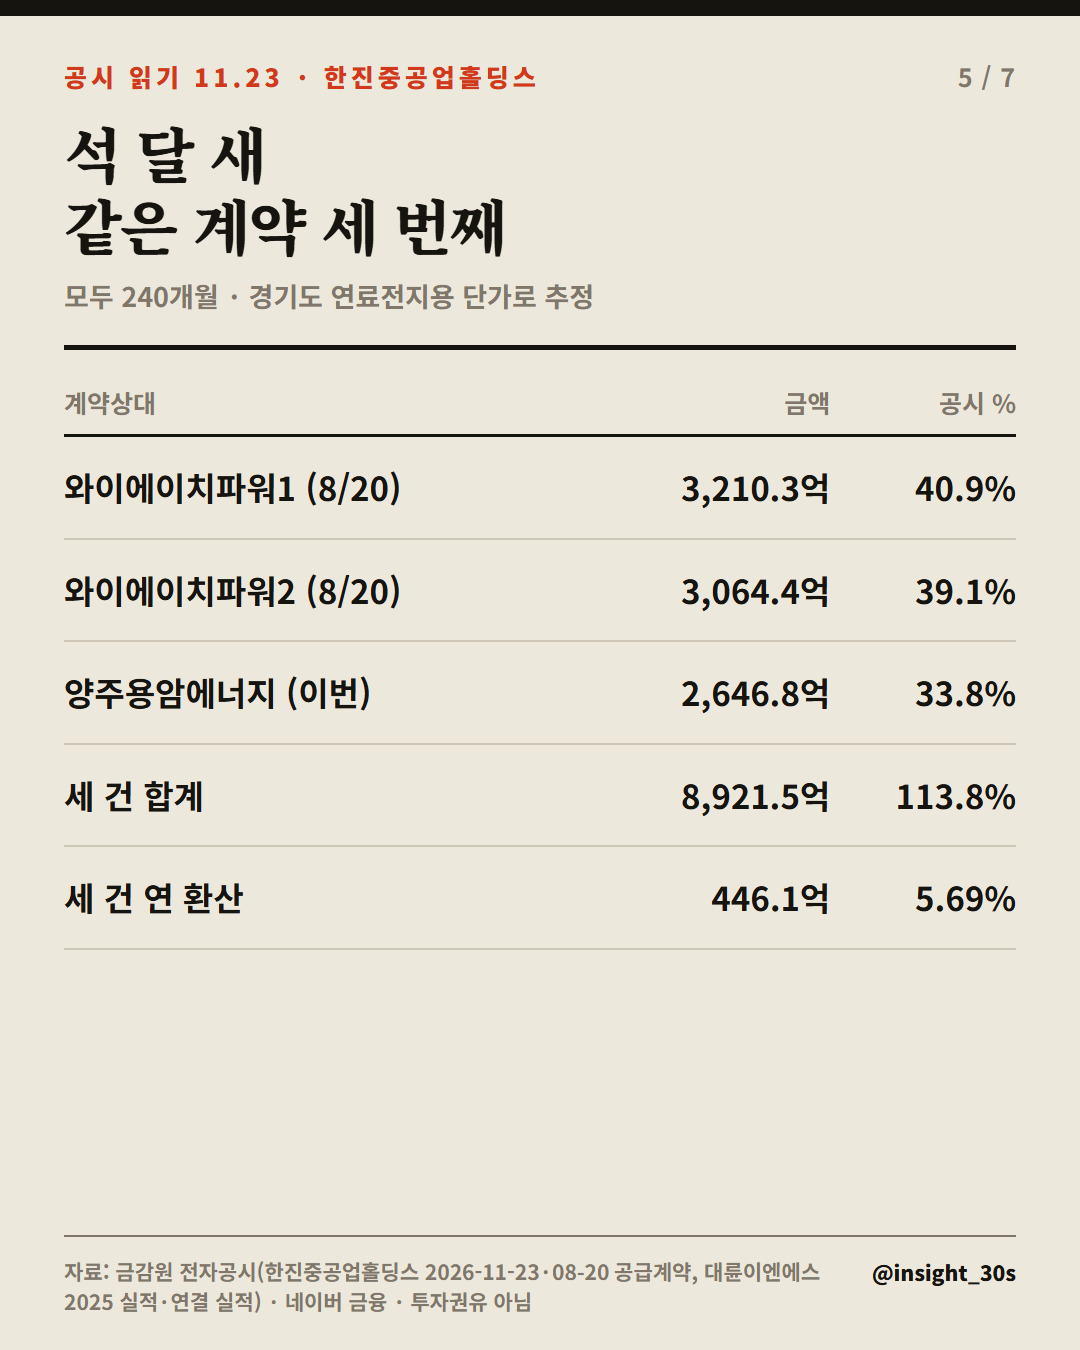 공시 읽기 11.23 · 한진중공업홀딩스
5 / 7
석 달 새
같은 계약 세 번째
모두 240개월 · 경기도 연료전지용 단가로 추정
계약상대 금액 공시 %
와이에이치파워1 (8/20) 3,210.3억 40.9%
와이에이치파워2 (8/20) 3,064.4억 39.1%
양주용암에너지 (이번) 2,646.8억 33.8%
세 건 합계 8,921.5억 113.8%
세 건 연 환산 446.1억 5.69%
자료: 금감원 전자공시(한진중공업홀딩스 2026-11-23·08-20 공급계약, 대륜이엔에스
2025 실적·연결 실적) · 네이버 금융 · 투자권유 아님
@insight_30s